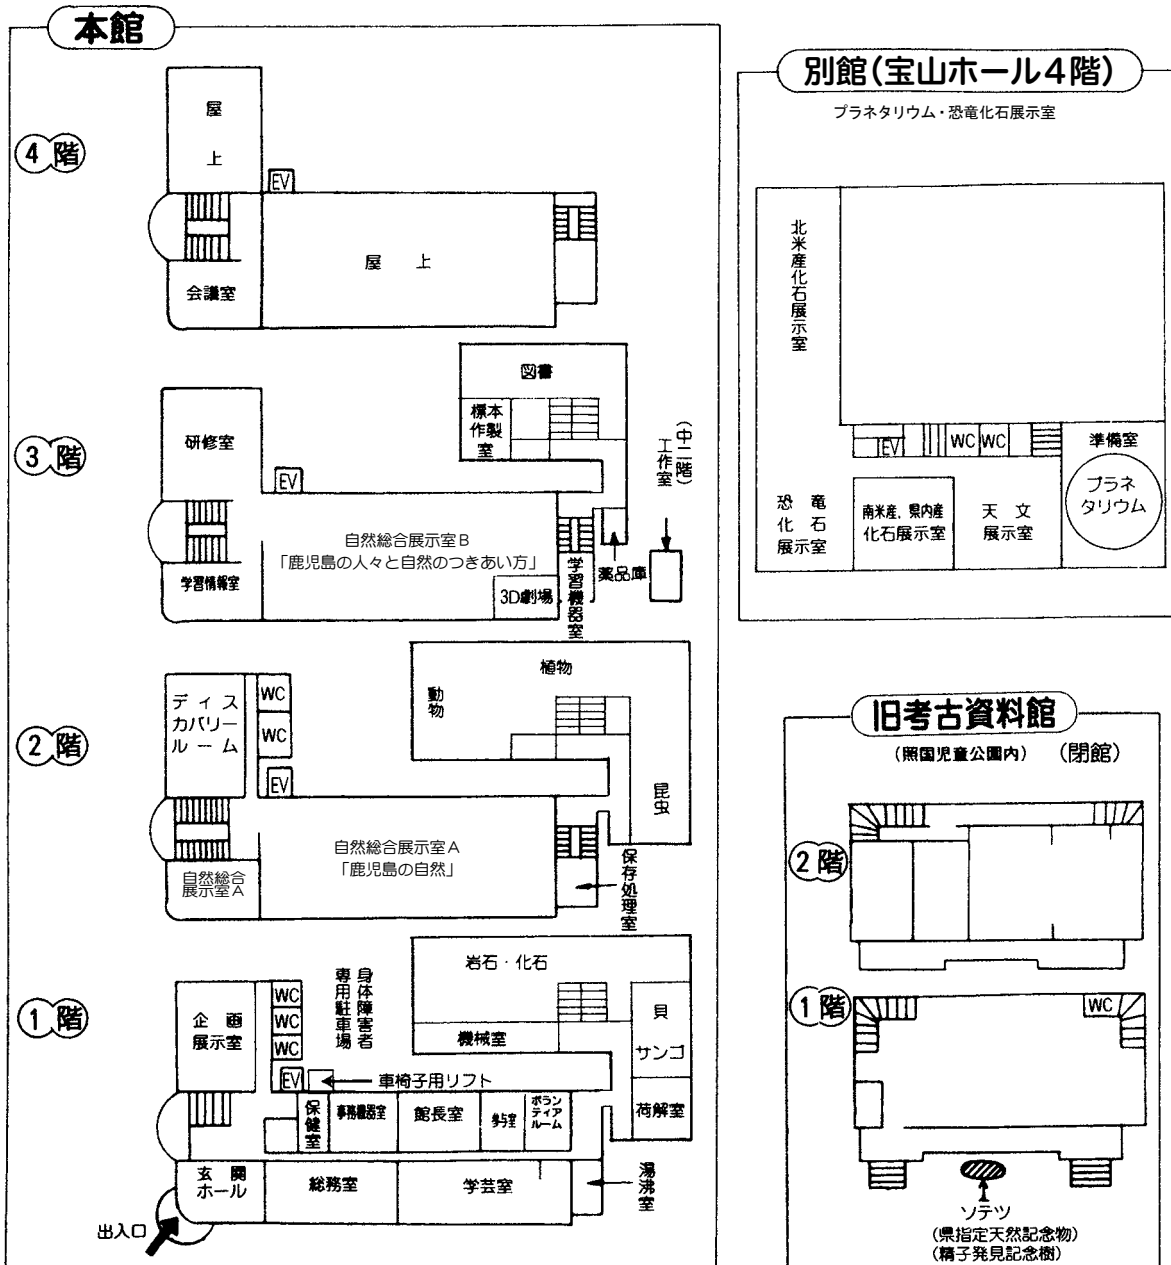 本館
4階
屋上
EV
会議室
屋上
3階
研修室
EV
学習情報室
自然総合展示室B
「鹿児島の人々と自然のつきあい方」
3D劇場
学習機器室
図書
標本
作製
室
薬品庫
工作室
(中二階)
2階
ディス
カバリー
ルーム
WC
WC
EV
自然総合
展示室A
自然総合展示室A
「鹿児島の自然」
動物
植物
昆虫
保存処理室
1階
企画
展示室
WC
WC
WC
EV
身体障害者
専用駐車場
車椅子用リフト
岩石・化石
機械室
貝
サンゴ
荷解室
保健室
事務機器室
館長室
参与室
ボラン
ティア
ルーム
玄関
ホール
総務室
学芸室
湯沸室
出入口
別館(宝山ホール4階)
プラネタリウム・恐竜化石展示室
北米産化石展示室
EV
WC
WC
準備室
プラネ
タリウム
恐竜
化石
展示室
南米産、県内産
化石展示室
天文
展示室
旧考古資料館
(照国児童公園内)
(閉館)
2階
1階
WC
ソテツ
(県指定天然記念物)
(精子発見記念樹)